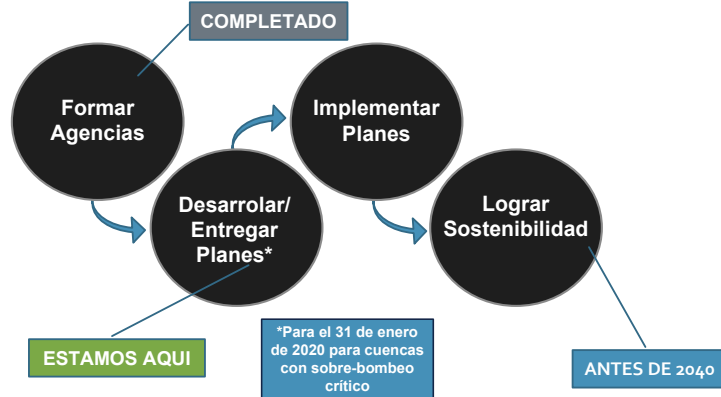 COMPLETADO
Formar
Agencias
Implementar
Planes
Desarrolar/
Entregar
Planes*
Lograr
Sostenibilidad
ESTAMOS AQUI
*Para el 31 de enero
de 2020 para cuencas
con sobre-bombeo
crítico
ANTES DE 2040